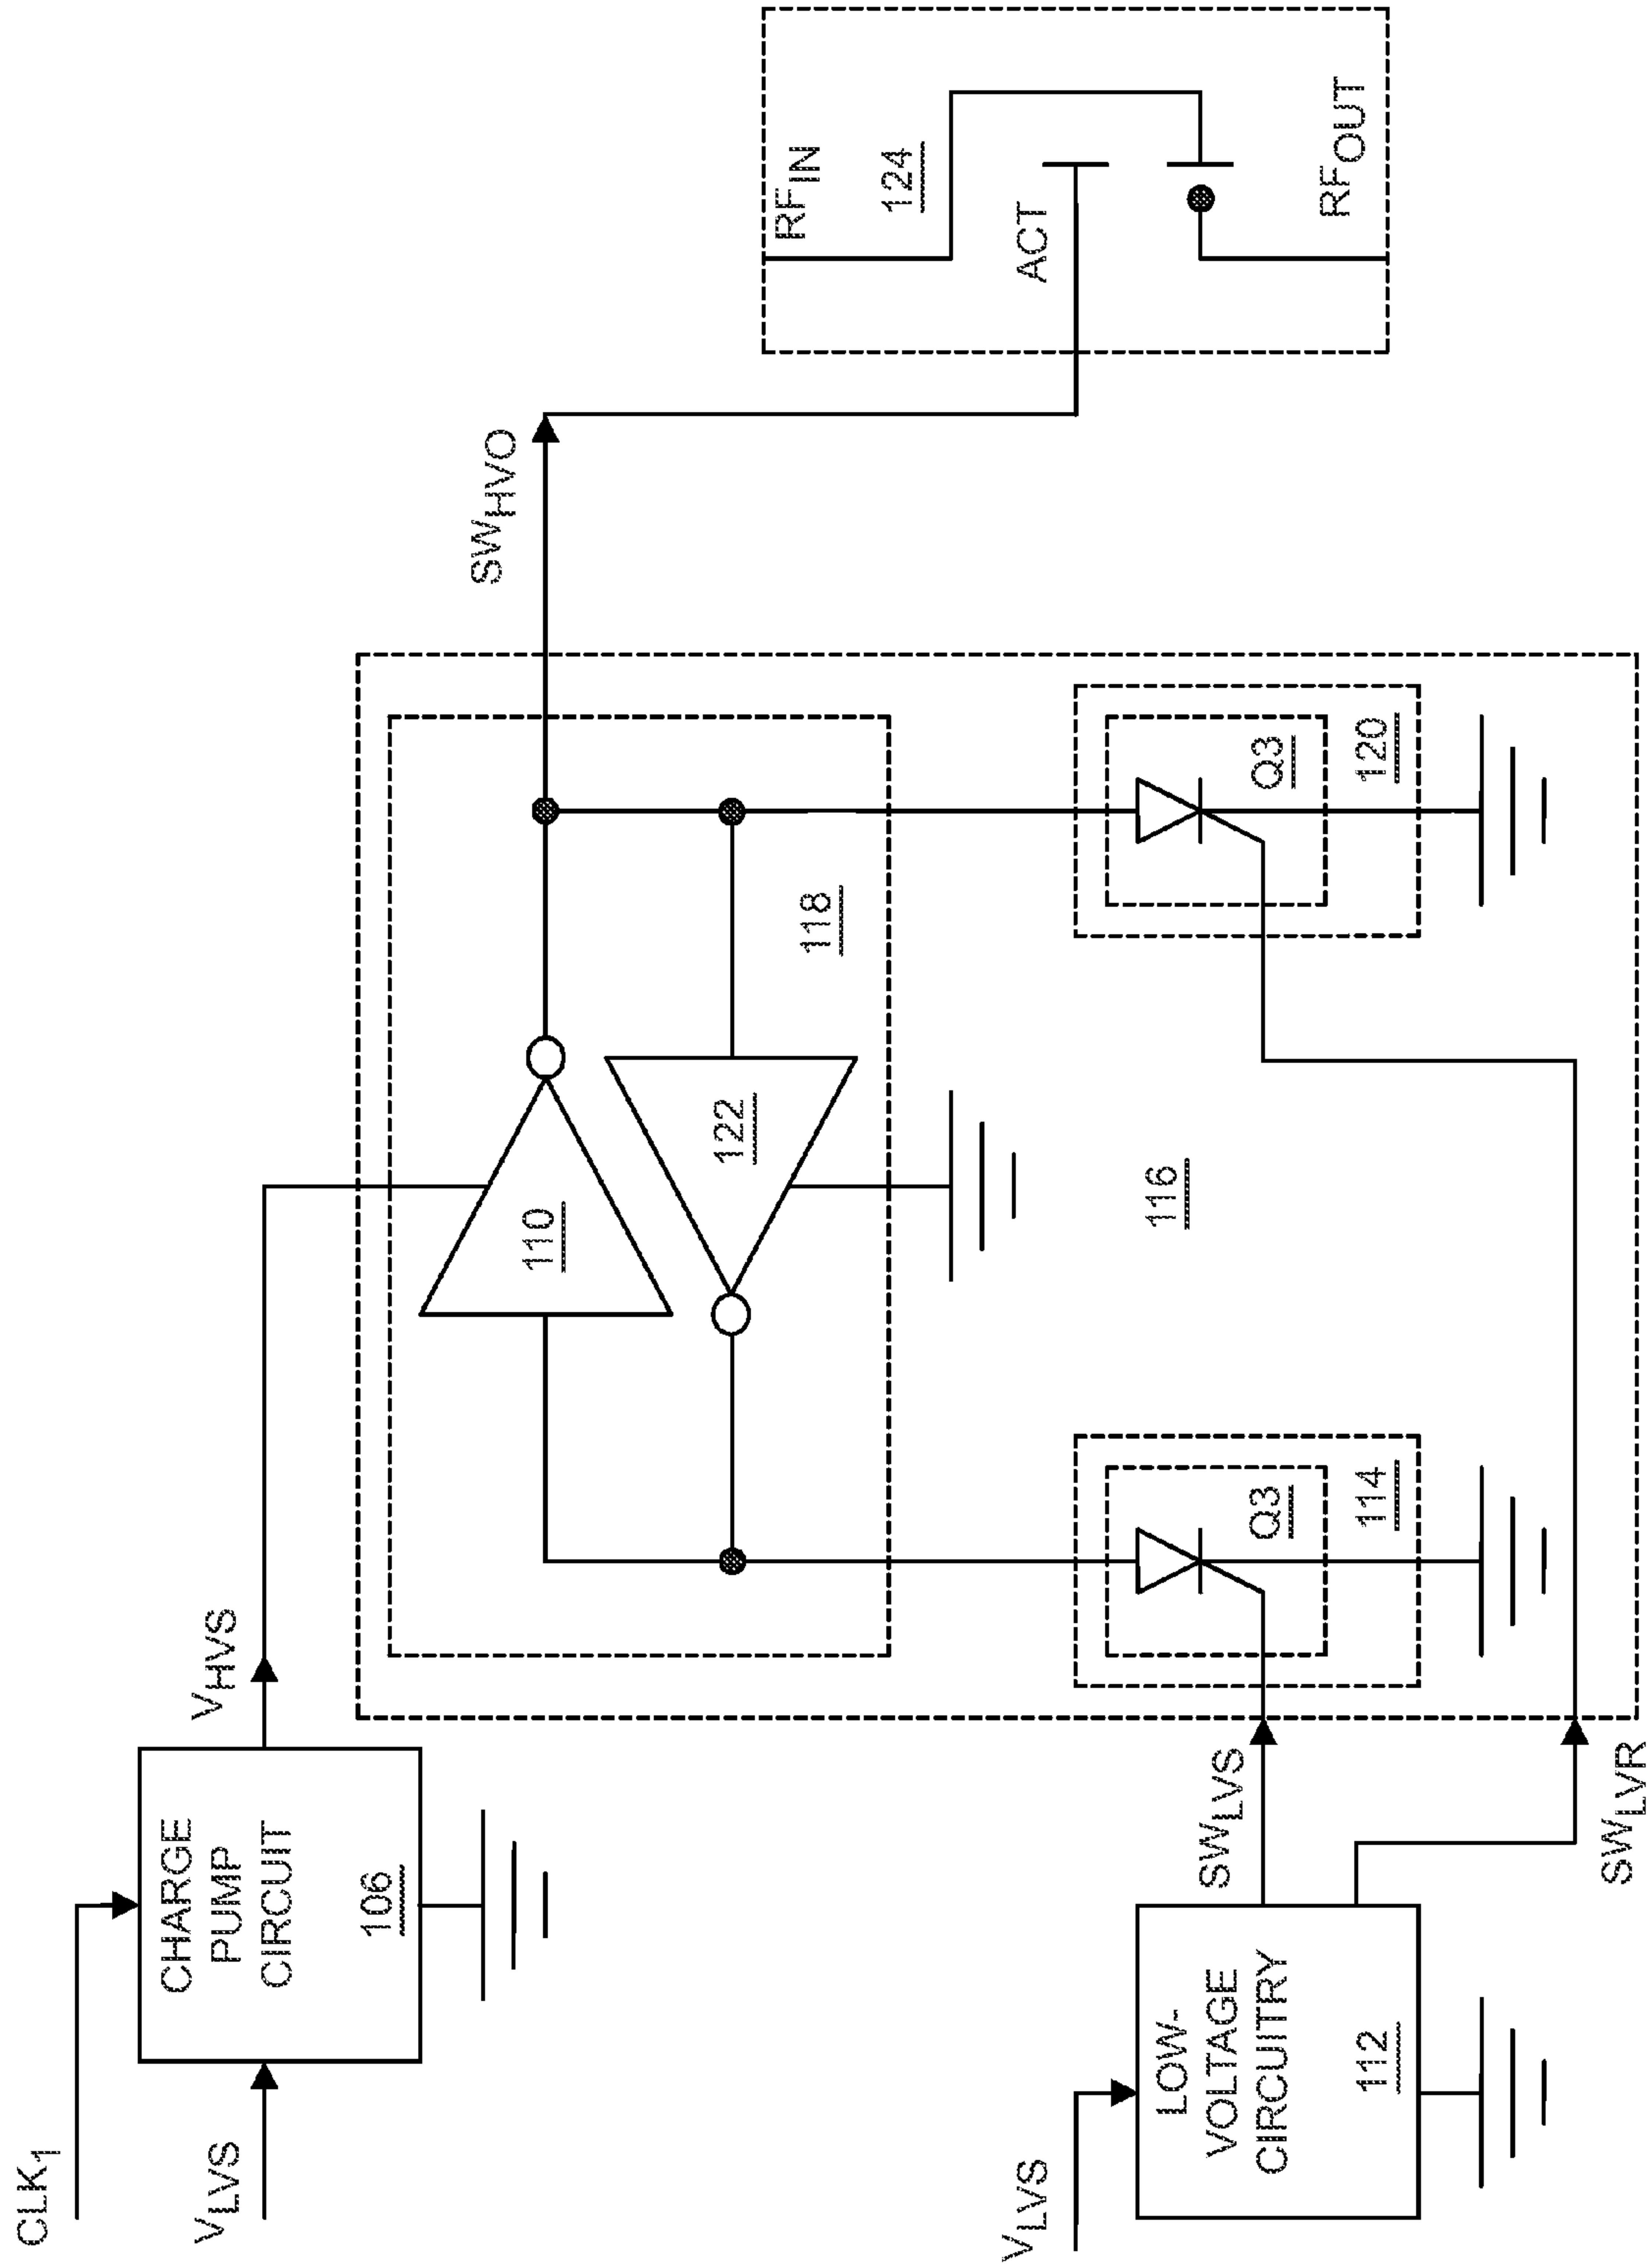 CLK1
VLVS
CHARGE
PUMP
CIRCUIT
106
VHVS
110
122
118
SWHVO
RFIN
124
ACT
RFOUT
VLVS
LOW-
VOLTAGE
CIRCUITRY
112
SWLVS
SWLVR
Q3
114
116
Q3
120